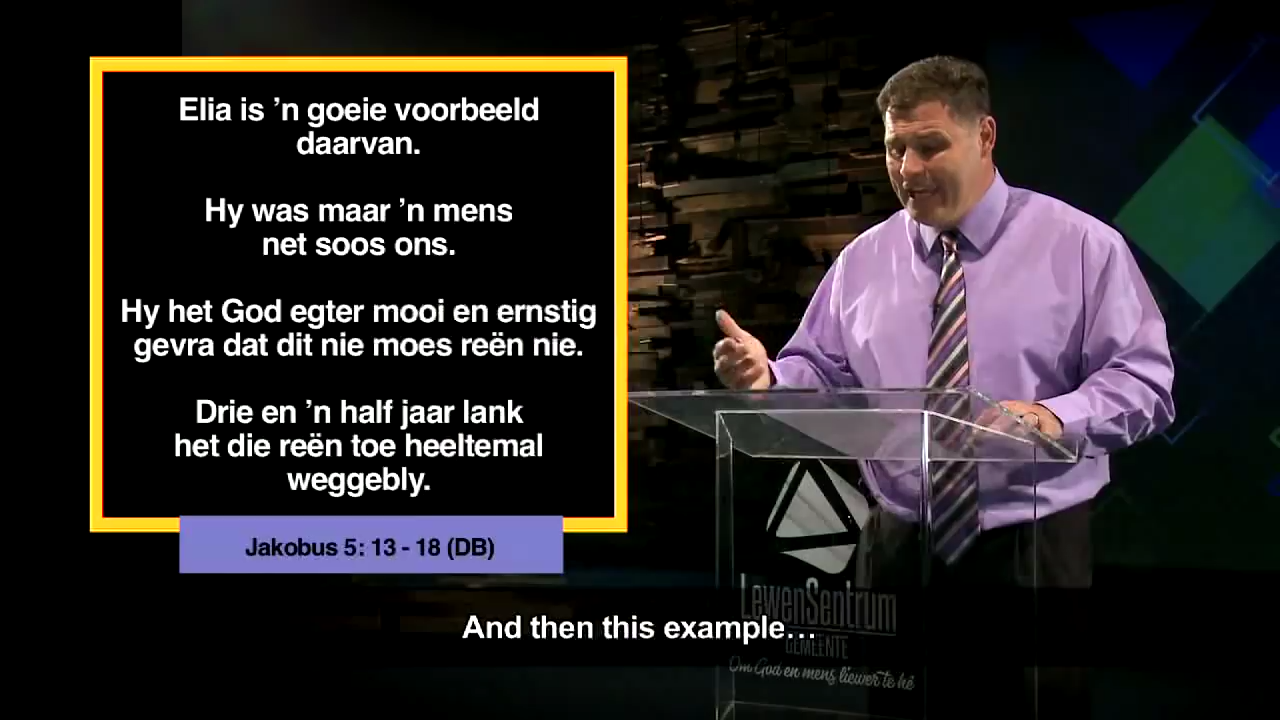 Elia is ’n goeie voorbeeld
daarvan.
Hy was maar ’n mens
net soos ons.
Hy het God egter mooi en ernstig
gevra dat dit nie moes reën nie.
Drie en ’n half jaar lank
het die reën toe heeltemal
weggebly.
Jakobus 5: 13 - 18 (DB)
LewenSentrum
And then this example…
GEMEENTE
Om God en mens liewer te hê